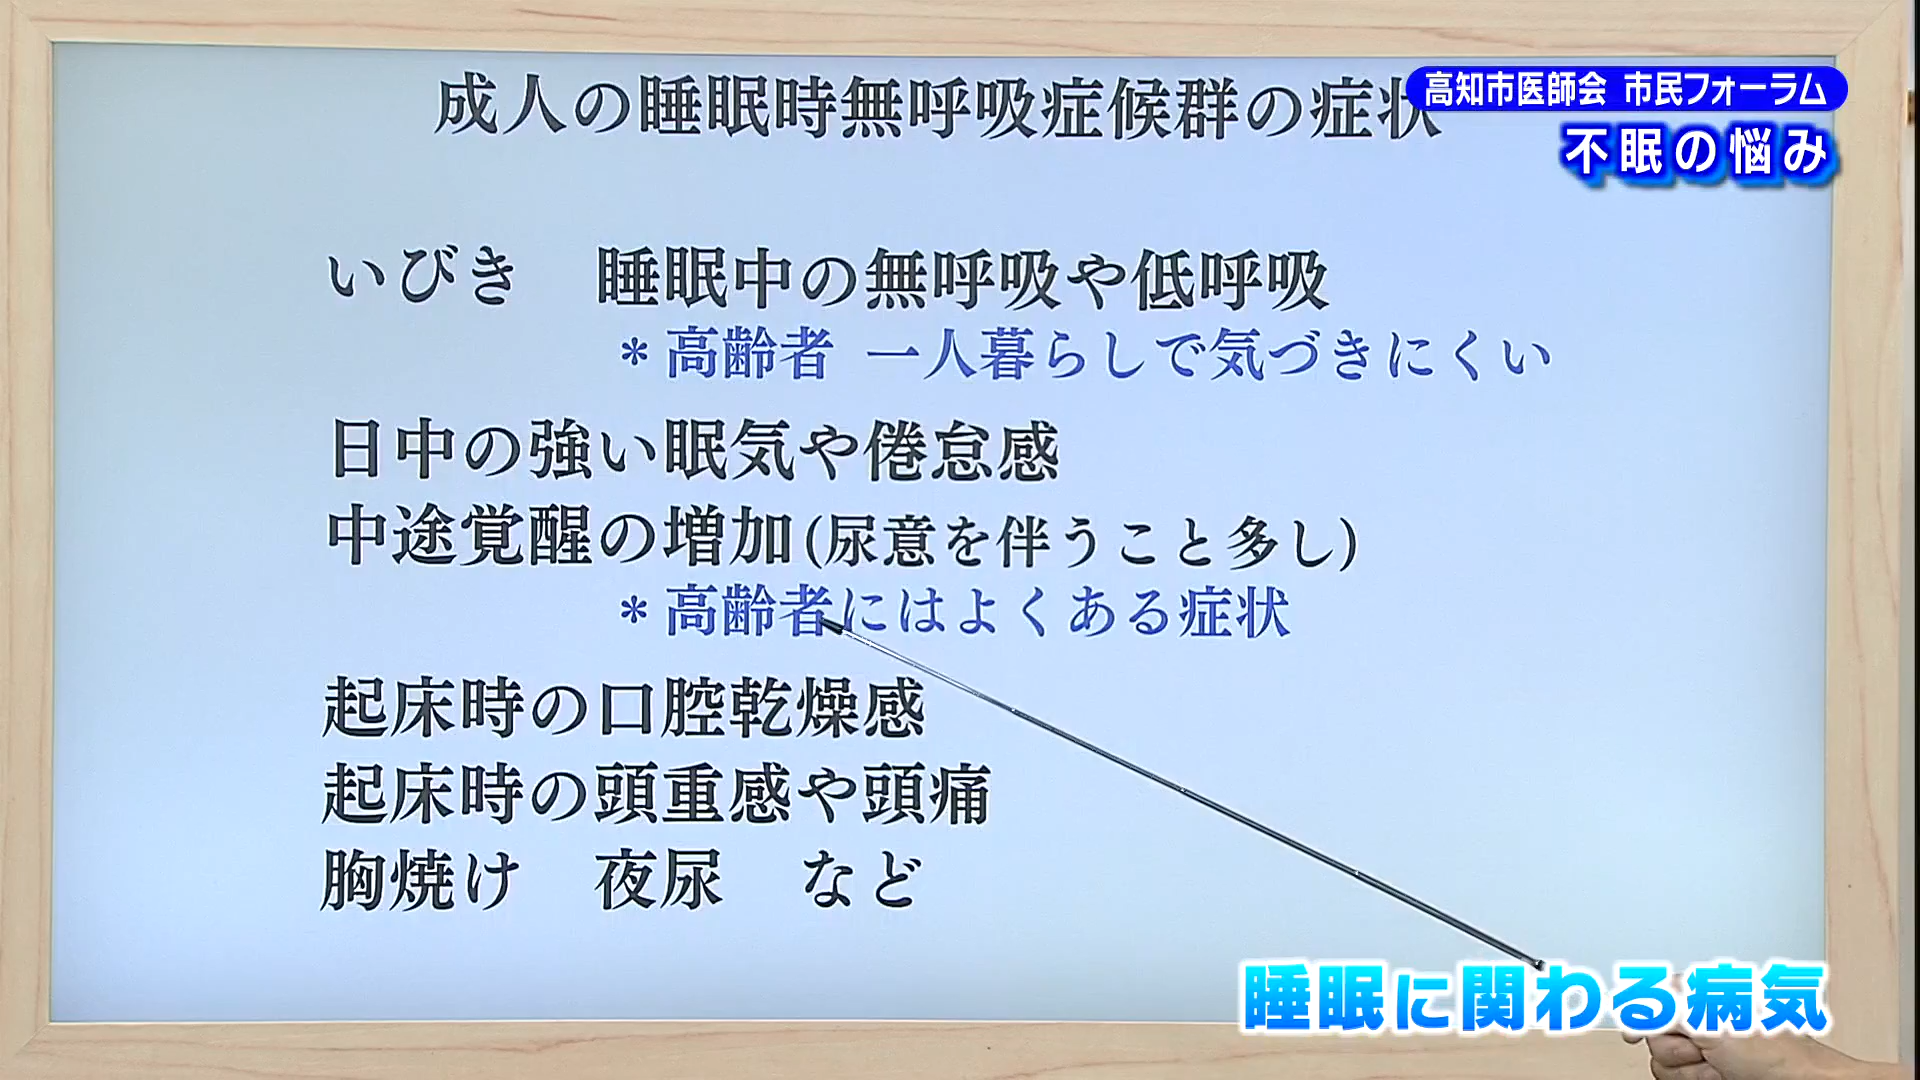 成人の睡眠時無呼吸症候群の症状
高知市医師会 市民フォーラム
不眠の悩み
いびき　睡眠中の無呼吸や低呼吸
＊高齢者 一人暮らしで気づきにくい
日中の強い眠気や倦怠感
中途覚醒の増加(尿意を伴うこと多し)
＊高齢者にはよくある症状
起床時の口腔乾燥感
起床時の頭重感や頭痛
胸焼け　夜尿　など
睡眠に関わる病気